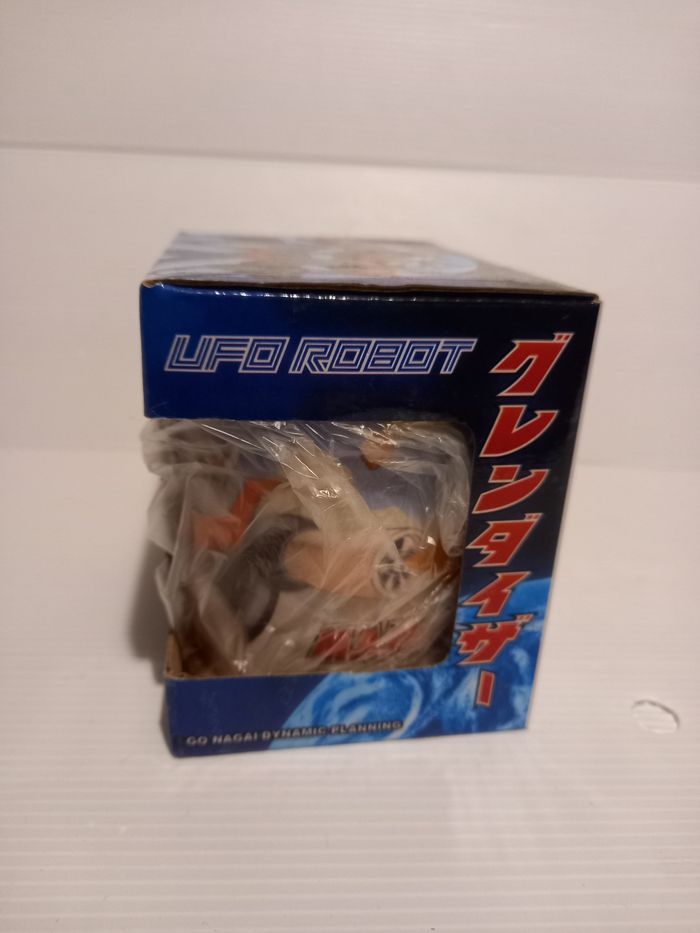 UFO ROBOT
グレンダイザー
GO NAGAI DYNAMIC PLANNING